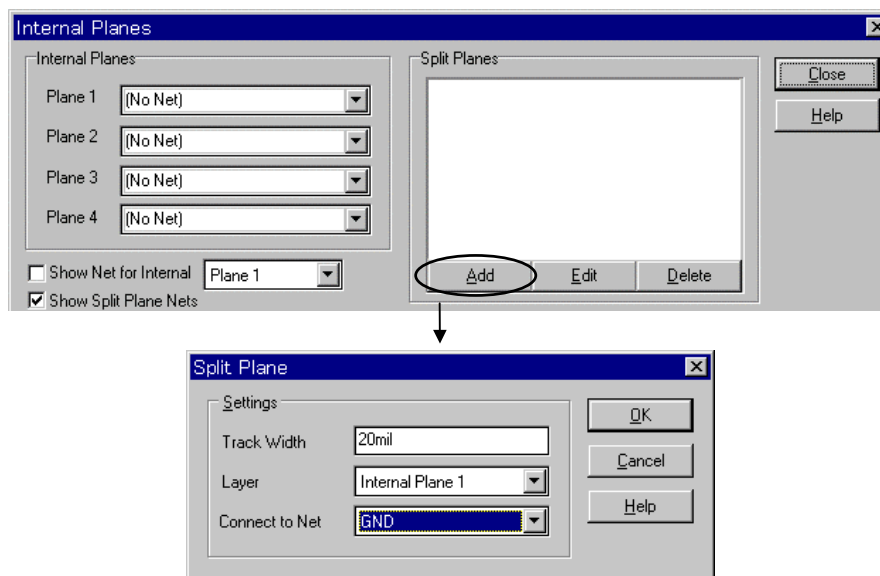 Internal Planes
Internal Planes
Plane 1 (No Net)
Plane 2 (No Net)
Plane 3 (No Net)
Plane 4 (No Net)
Show Net for Internal Plane 1
Show Split Plane Nets
Split Planes
Add Edit Delete
Close
Help
Split Plane
Settings
Track Width 20mil
Layer Internal Plane 1
Connect to Net GND
OK
Cancel
Help